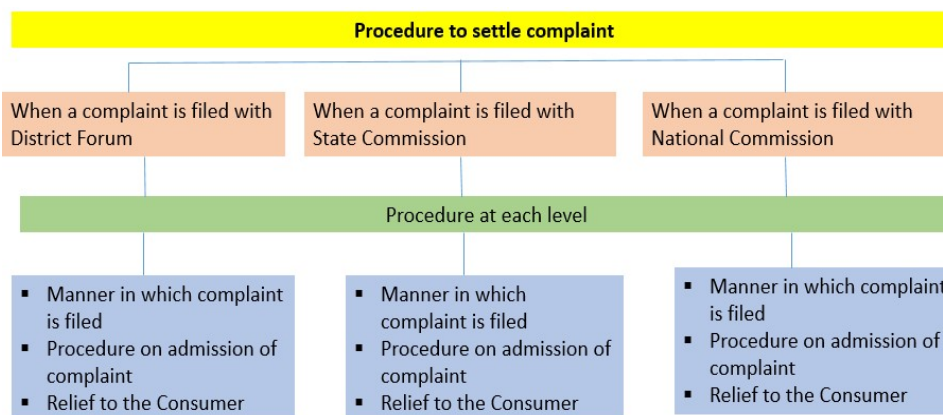 Procedure to settle complaint
When a complaint is filed with
District Forum
When a complaint is filed with
State Commission
When a complaint is filed with
National Commission
Procedure at each level
▪ Manner in which complaint
is filed
▪ Procedure on admission of
complaint
▪ Relief to the Consumer
▪ Manner in which
complaint is filed
▪ Procedure on admission of
complaint
▪ Relief to the Consumer
▪ Manner in which complaint
is filed
▪ Procedure on admission of
complaint
▪ Relief to the Consumer